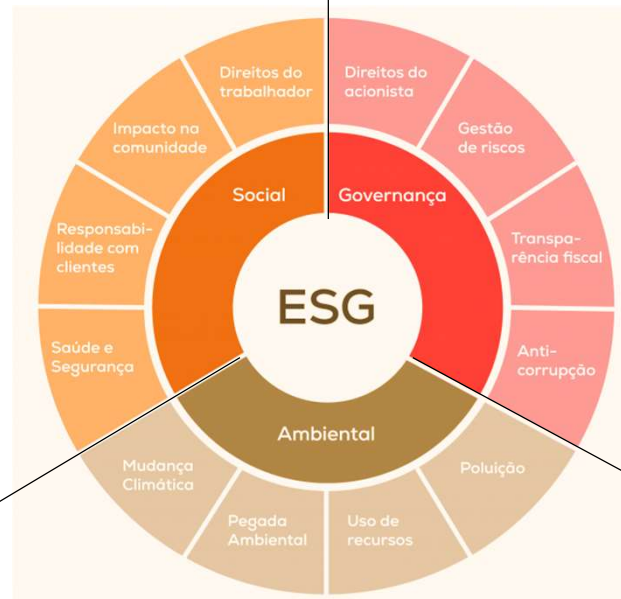 Direitos do
trabalhador
Direitos do
acionista
Impacto na
comunidade
Gestão
de riscos
Social
Governança
Responsabi-
lidade com
clientes
Transpa-
rência fiscal
ESG
Saúde e
Segurança
Anti-
corrupção
Ambiental
Mudança
Climática
Poluição
Pegada
Ambiental
Uso de
recursos